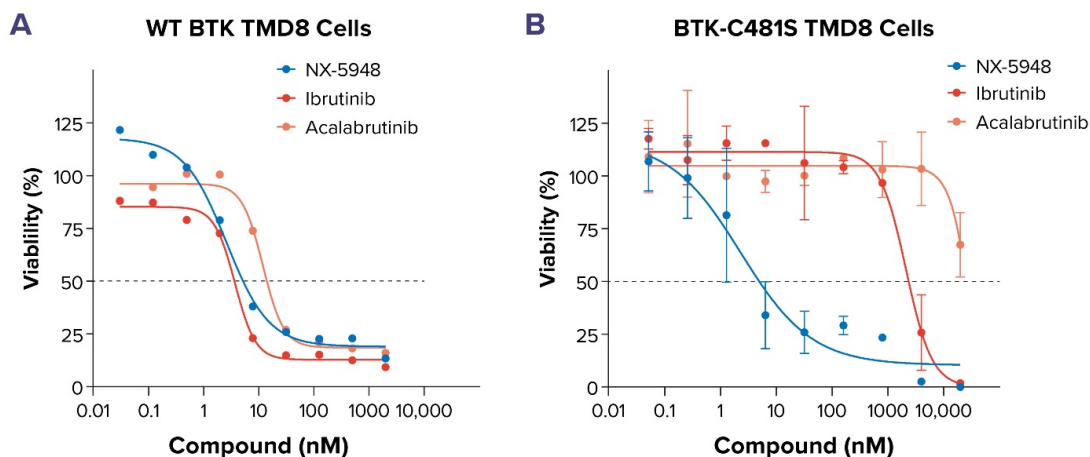 A
WT BTK TMD8 Cells
NX-5948
Ibrutinib
Acalabrutinib
Viablility (%)
125
100
75
50
25
0
0.01 0.1 1 10 100 1000 10,000
Compound (nM)
B
BTK-C481S TMD8 Cells
NX-5948
Ibrutinib
Acalabrutinib
Viability (%)
125
100
75
50
25
0
0.01 0.1 1 10 100 1000 10,000
Compound (nM)